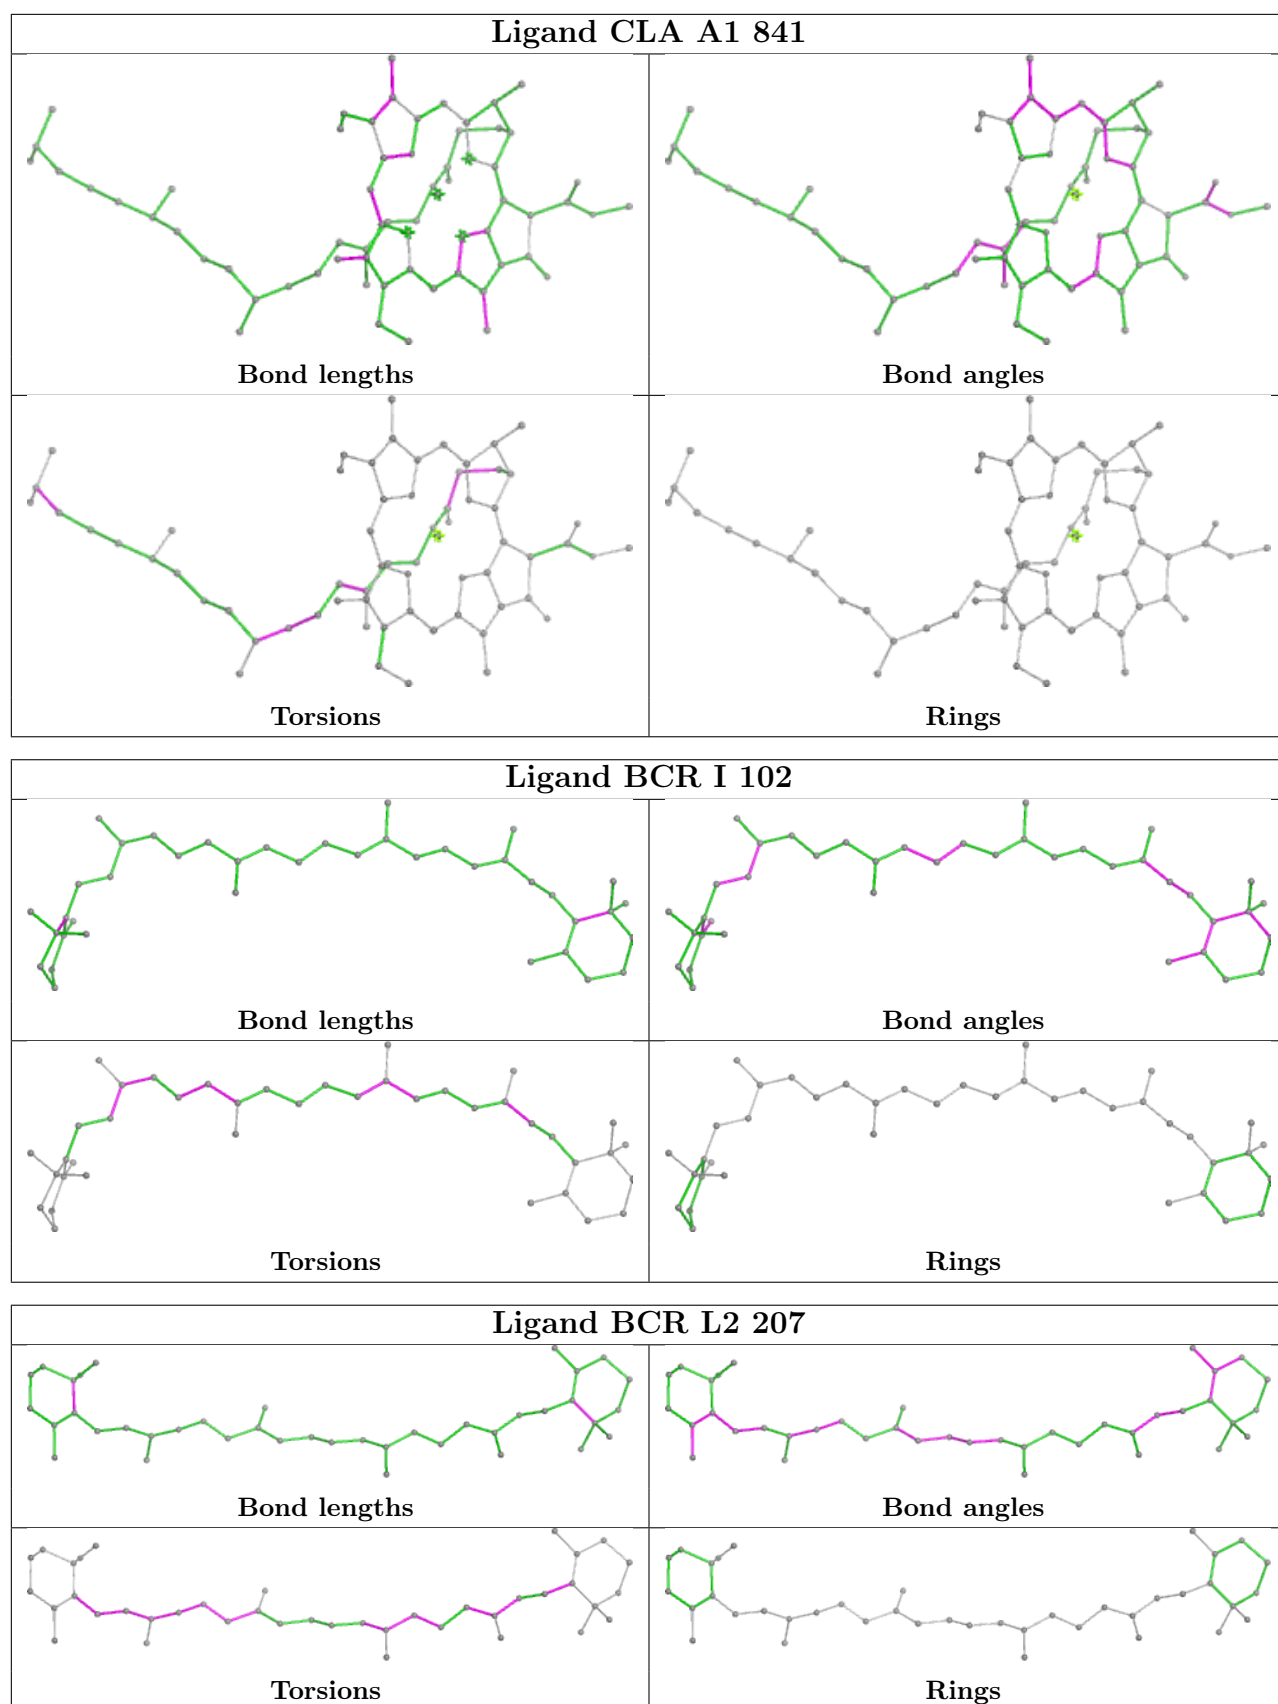 Ligand CLA A1 841
Bond lengths Bond angles
Torsions Rings
Ligand BCR I 102
Bond lengths Bond angles
Torsions Rings
Ligand BCR L2 207
Bond lengths Bond angles
Torsions Rings